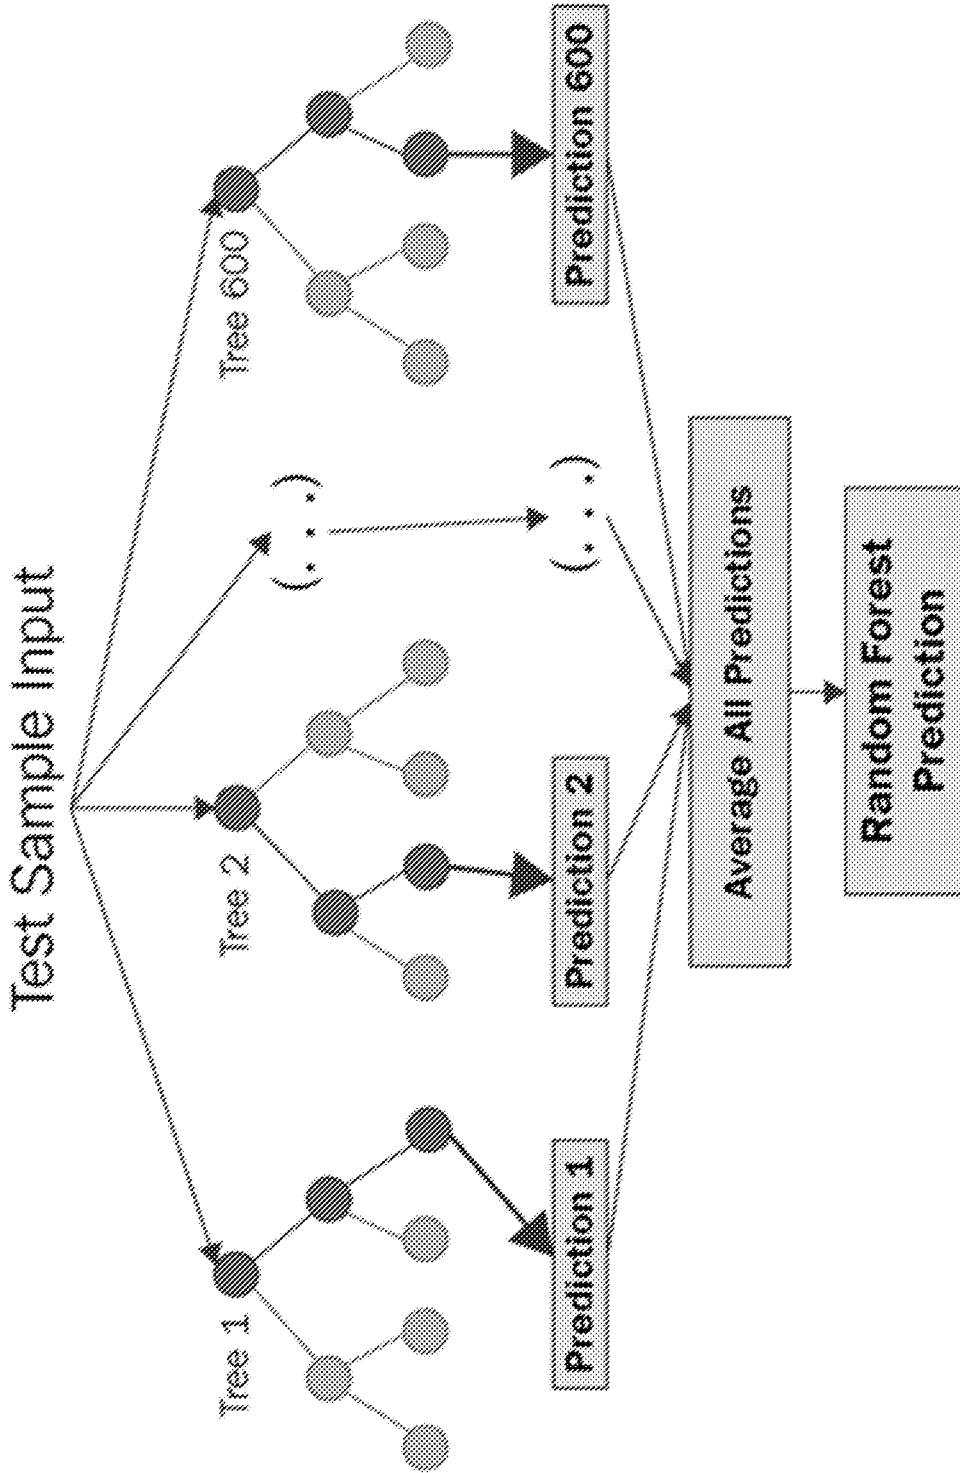 Test Sample Input
Tree 1
Tree 2
(. . .)
Tree 600
Prediction 1
Prediction 2
(. . .)
Prediction 600
Average All Predictions
Random Forest
Prediction